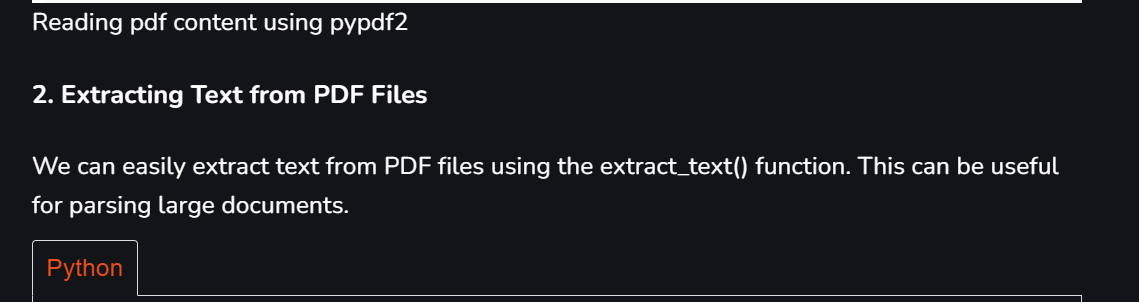 Reading pdf content using pypdf2
2. Extracting Text from PDF Files
We can easily extract text from PDF files using the extract_text() function. This can be useful
for parsing large documents.
Python